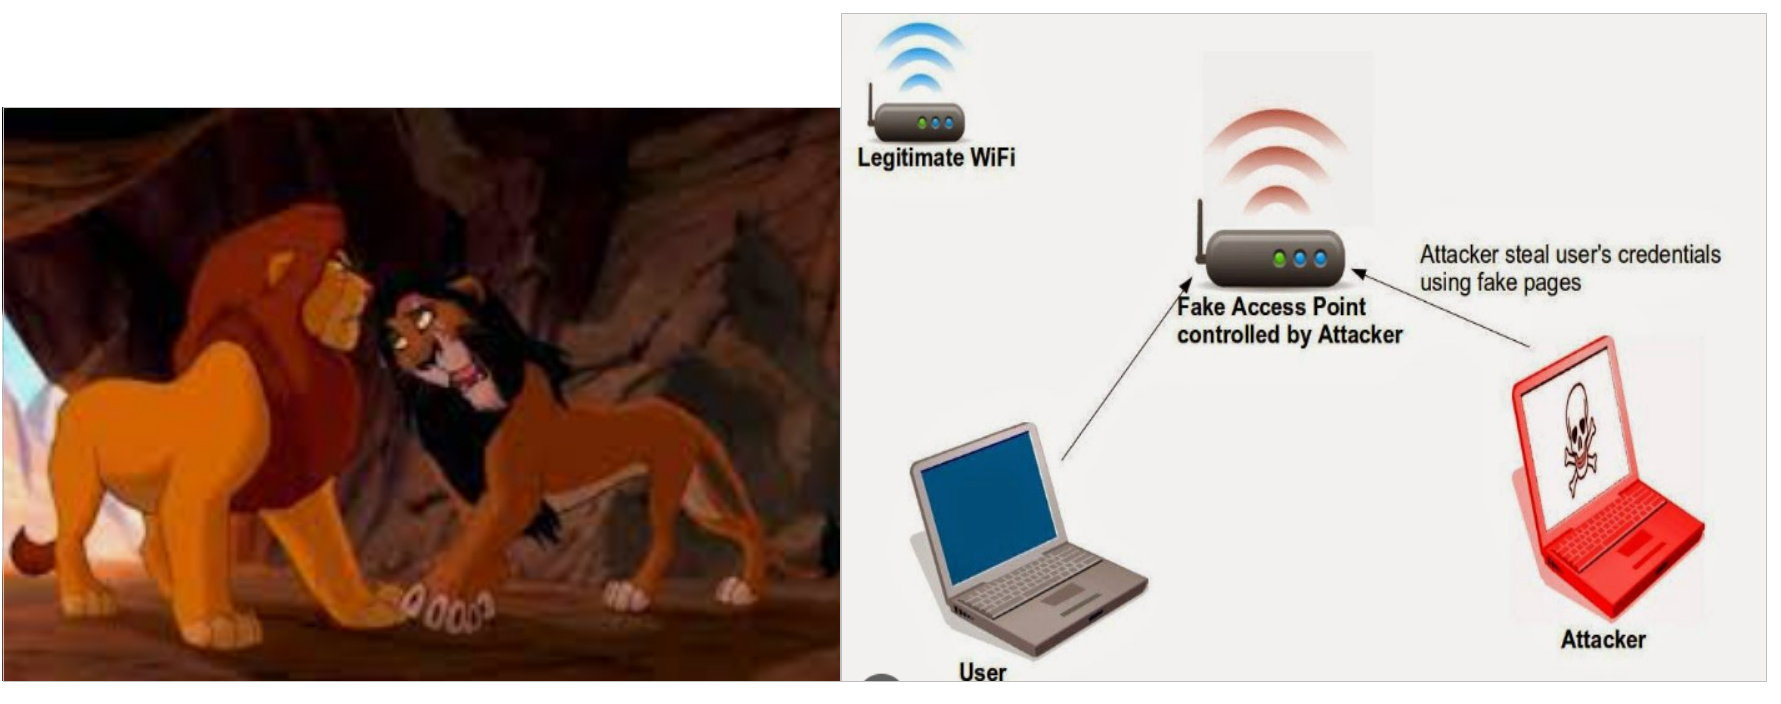 Legitimate WiFi
Attacker steal user's credentials
using fake pages
Fake Access Point
controlled by Attacker
Attacker
User